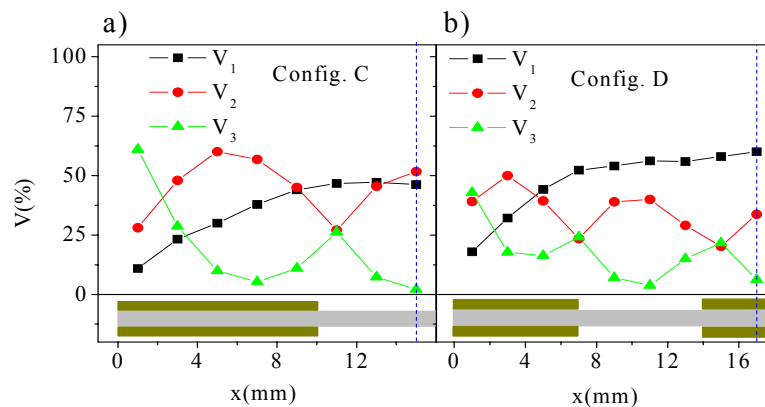 a)
b)
100
75
50
25
0
V(%)
V1
V2
V3
Config. C
V1
V2
V3
Config. D
0 4 8 12
0 4 8 12 16
x(mm)
x(mm)